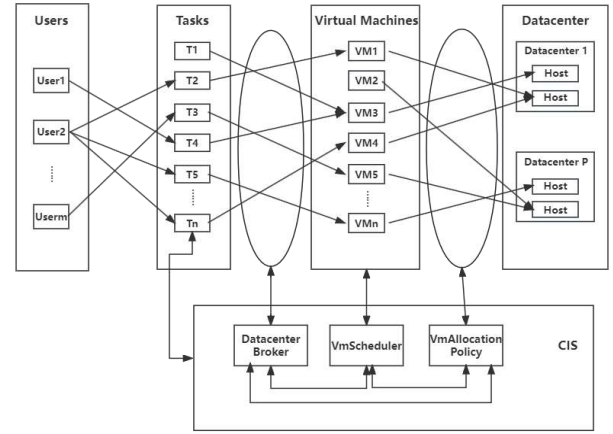 Users
Tasks
Virtual Machines
Datacenter
User1
User2
Userm
T1
T2
T3
T4
T5
Tn
VM1
VM2
VM3
VM4
VM5
VMn
Datacenter 1
Host
Host
Datacenter P
Host
Host
Datacenter
Broker
VmScheduler
VmAllocation
Policy
CIS